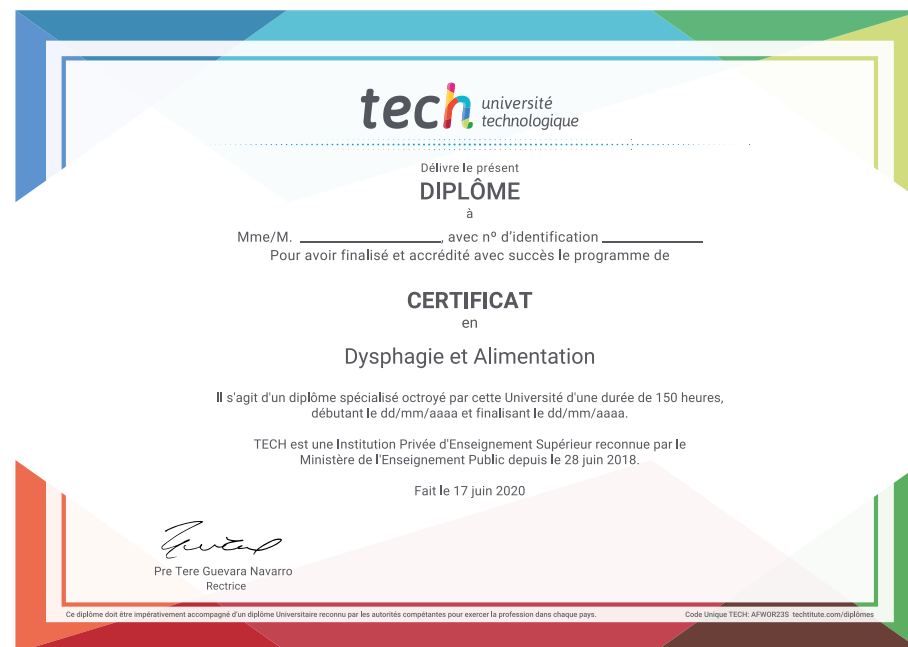 tech université
technologique
Délivre le présent
DIPLÔME
à
Mme/M. ____________________, avec nº d'identification ______________
Pour avoir finalisé et accrédité avec succès le programme de
CERTIFICAT
en
Dysphagie et Alimentation
Il s'agit d'un diplôme spécialisé octroyé par cette Université d'une durée de 150 heures,
débutant le dd/mm/aaaa et finalisant le dd/mm/aaaa.
TECH est une Institution Privée d'Enseignement Supérieur reconnue par le
Ministère de l'Enseignement Public depuis le 28 juin 2018.
Fait le 17 juin 2020
Pre Tere Guevara Navarro
Rectrice
Ce diplôme doit être impérativement accompagné d'un diplôme Universitaire reconnu par les autorités compétantes pour exercer la profession dans chaque pays.
Code Unique TECH: AFWOR23S techtitute.com/diplômes